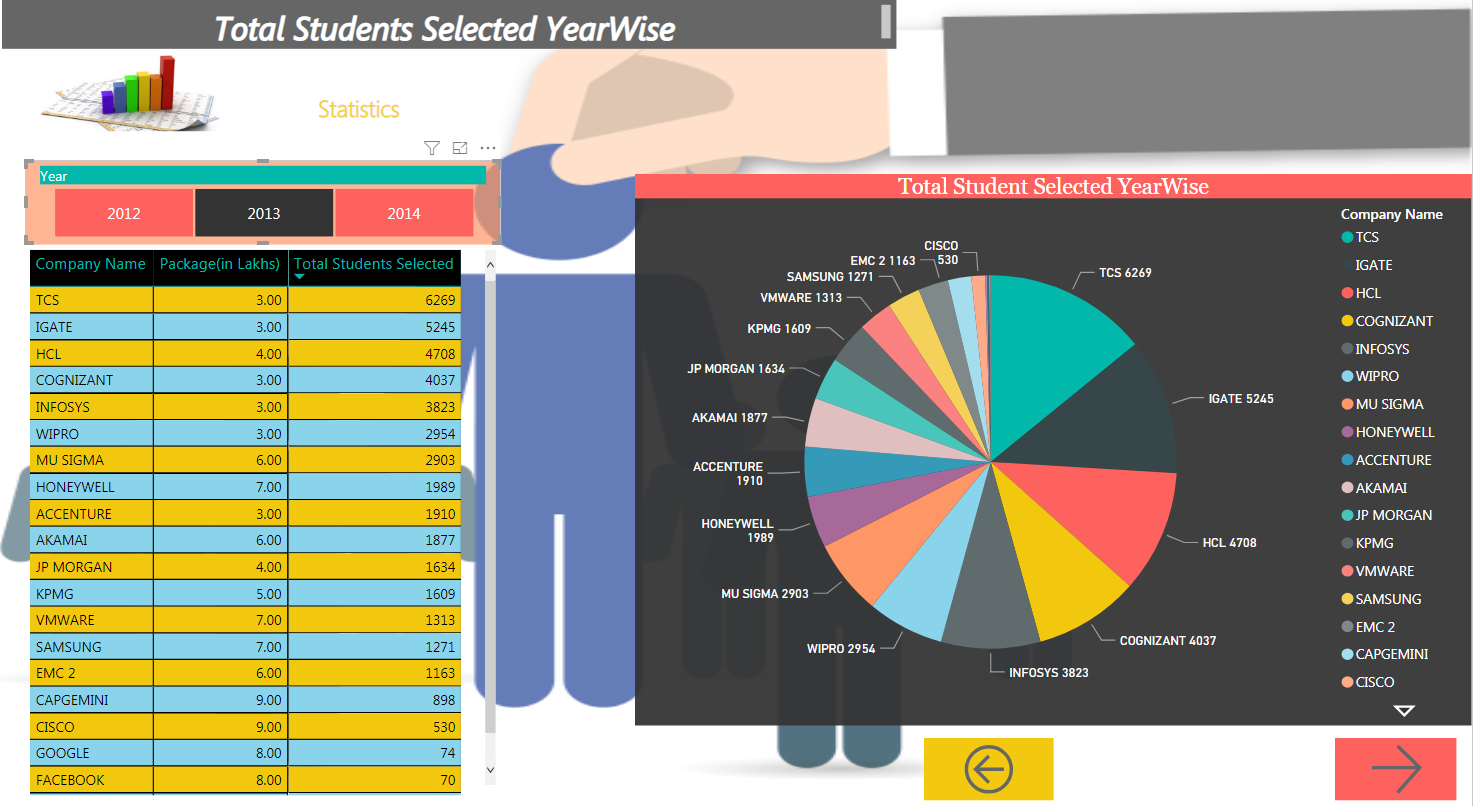 Total Students Selected YearWise
Statistics
Year
2012 2013 2014
Company Name Package(in Lakhs) Total Students Selected
TCS 3.00 6269
IGATE 3.00 5245
HCL 4.00 4708
COGNIZANT 3.00 4037
INFOSYS 3.00 3823
WIPRO 3.00 2954
MU SIGMA 6.00 2903
HONEYWELL 7.00 1989
ACCENTURE 3.00 1910
AKAMAI 6.00 1877
JP MORGAN 4.00 1634
KPMG 5.00 1609
VMWARE 7.00 1313
SAMSUNG 7.00 1271
EMC 2 6.00 1163
CAPGEMINI 9.00 898
CISCO 9.00 530
GOOGLE 8.00 74
FACEBOOK 8.00 70
Total Student Selected YearWise
CISCO
530
EMC 2 1163
SAMSUNG 1271
VMWARE 1313
KPMG 1609
JP MORGAN 1634
AKAMAI 1877
ACCENTURE
1910
HONEYWELL
1989
MU SIGMA 2903
WIPRO 2954
INFOSYS 3823
COGNIZANT 4037
HCL 4708
IGATE 5245
TCS 6269
Company Name
TCS
IGATE
HCL
COGNIZANT
INFOSYS
WIPRO
MU SIGMA
HONEYWELL
ACCENTURE
AKAMAI
JP MORGAN
KPMG
VMWARE
SAMSUNG
EMC 2
CAPGEMINI
CISCO